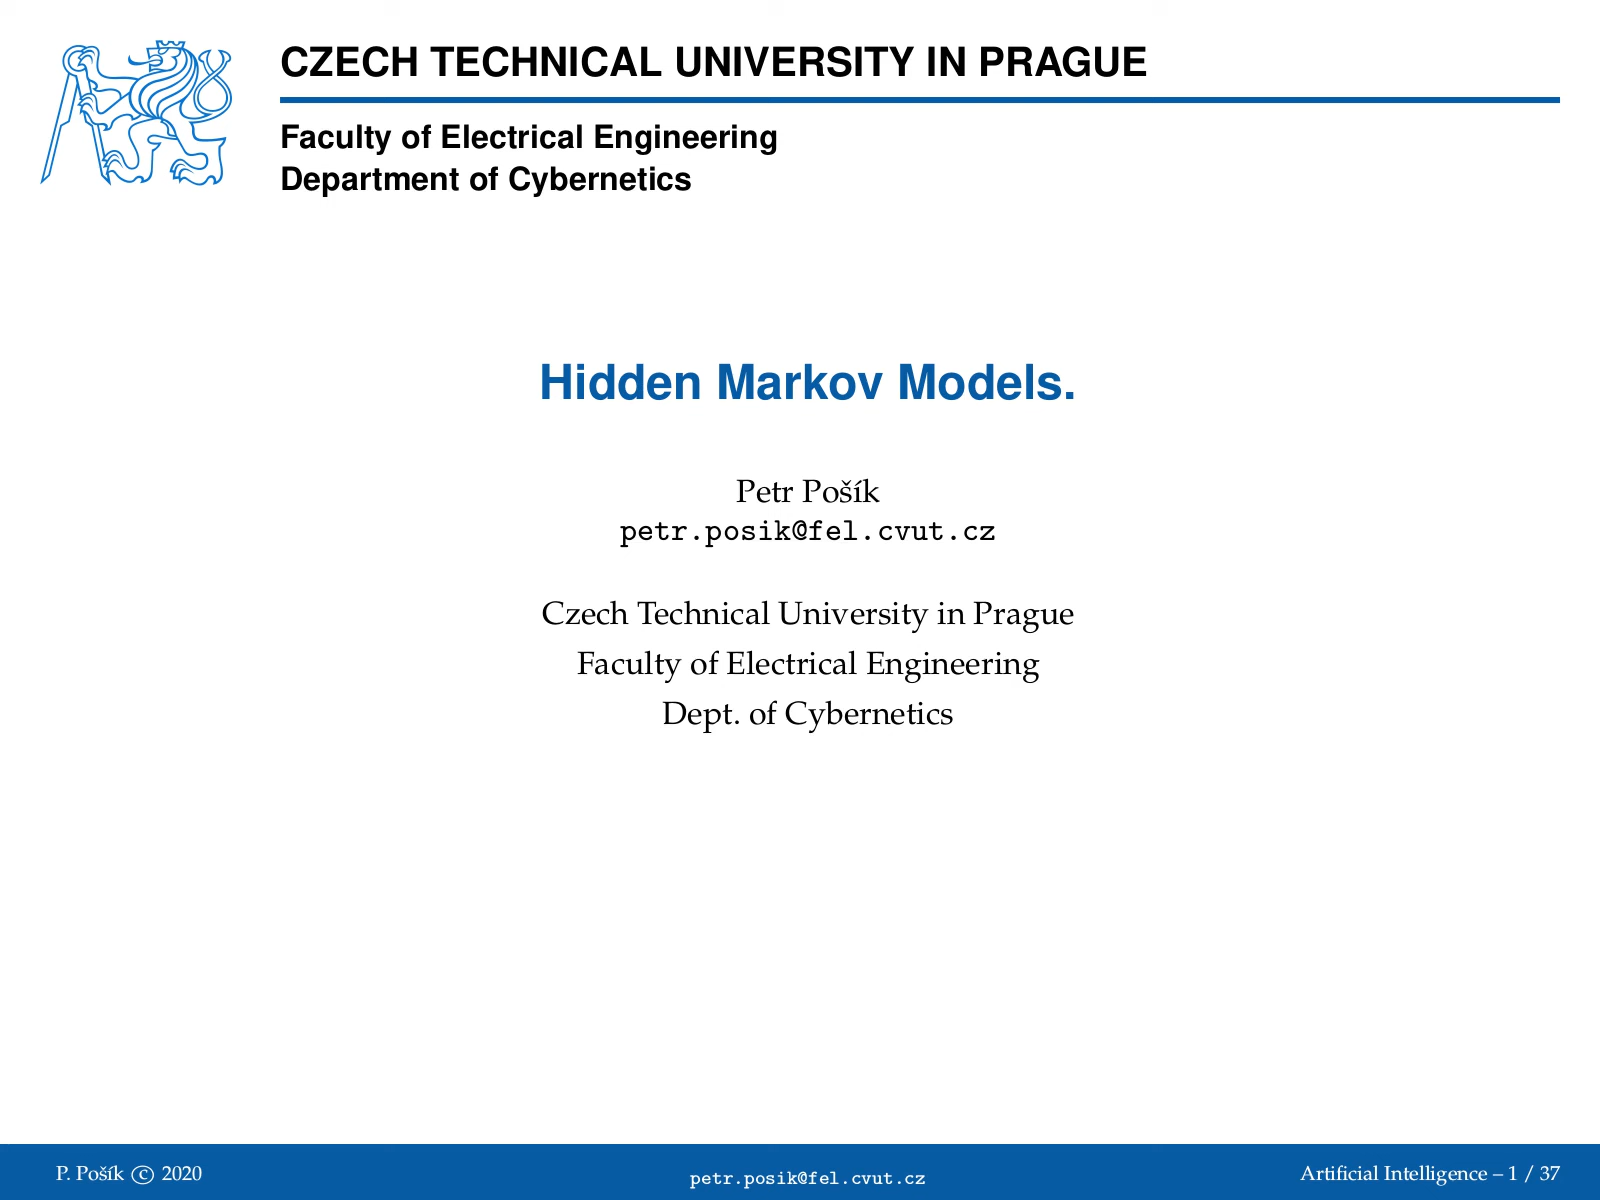 CZECH TECHNICAL UNIVERSITY IN PRAGUE
Faculty of Electrical Engineering
Department of Cybernetics
Hidden Markov Models.
Petr Pošík
petr.posik@fel.cvut.cz
Czech Technical University in Prague
Faculty of Electrical Engineering
Dept. of Cybernetics
P. Pošík © 2020
petr.posik@fel.cvut.cz
Artificial Intelligence – 1 / 37